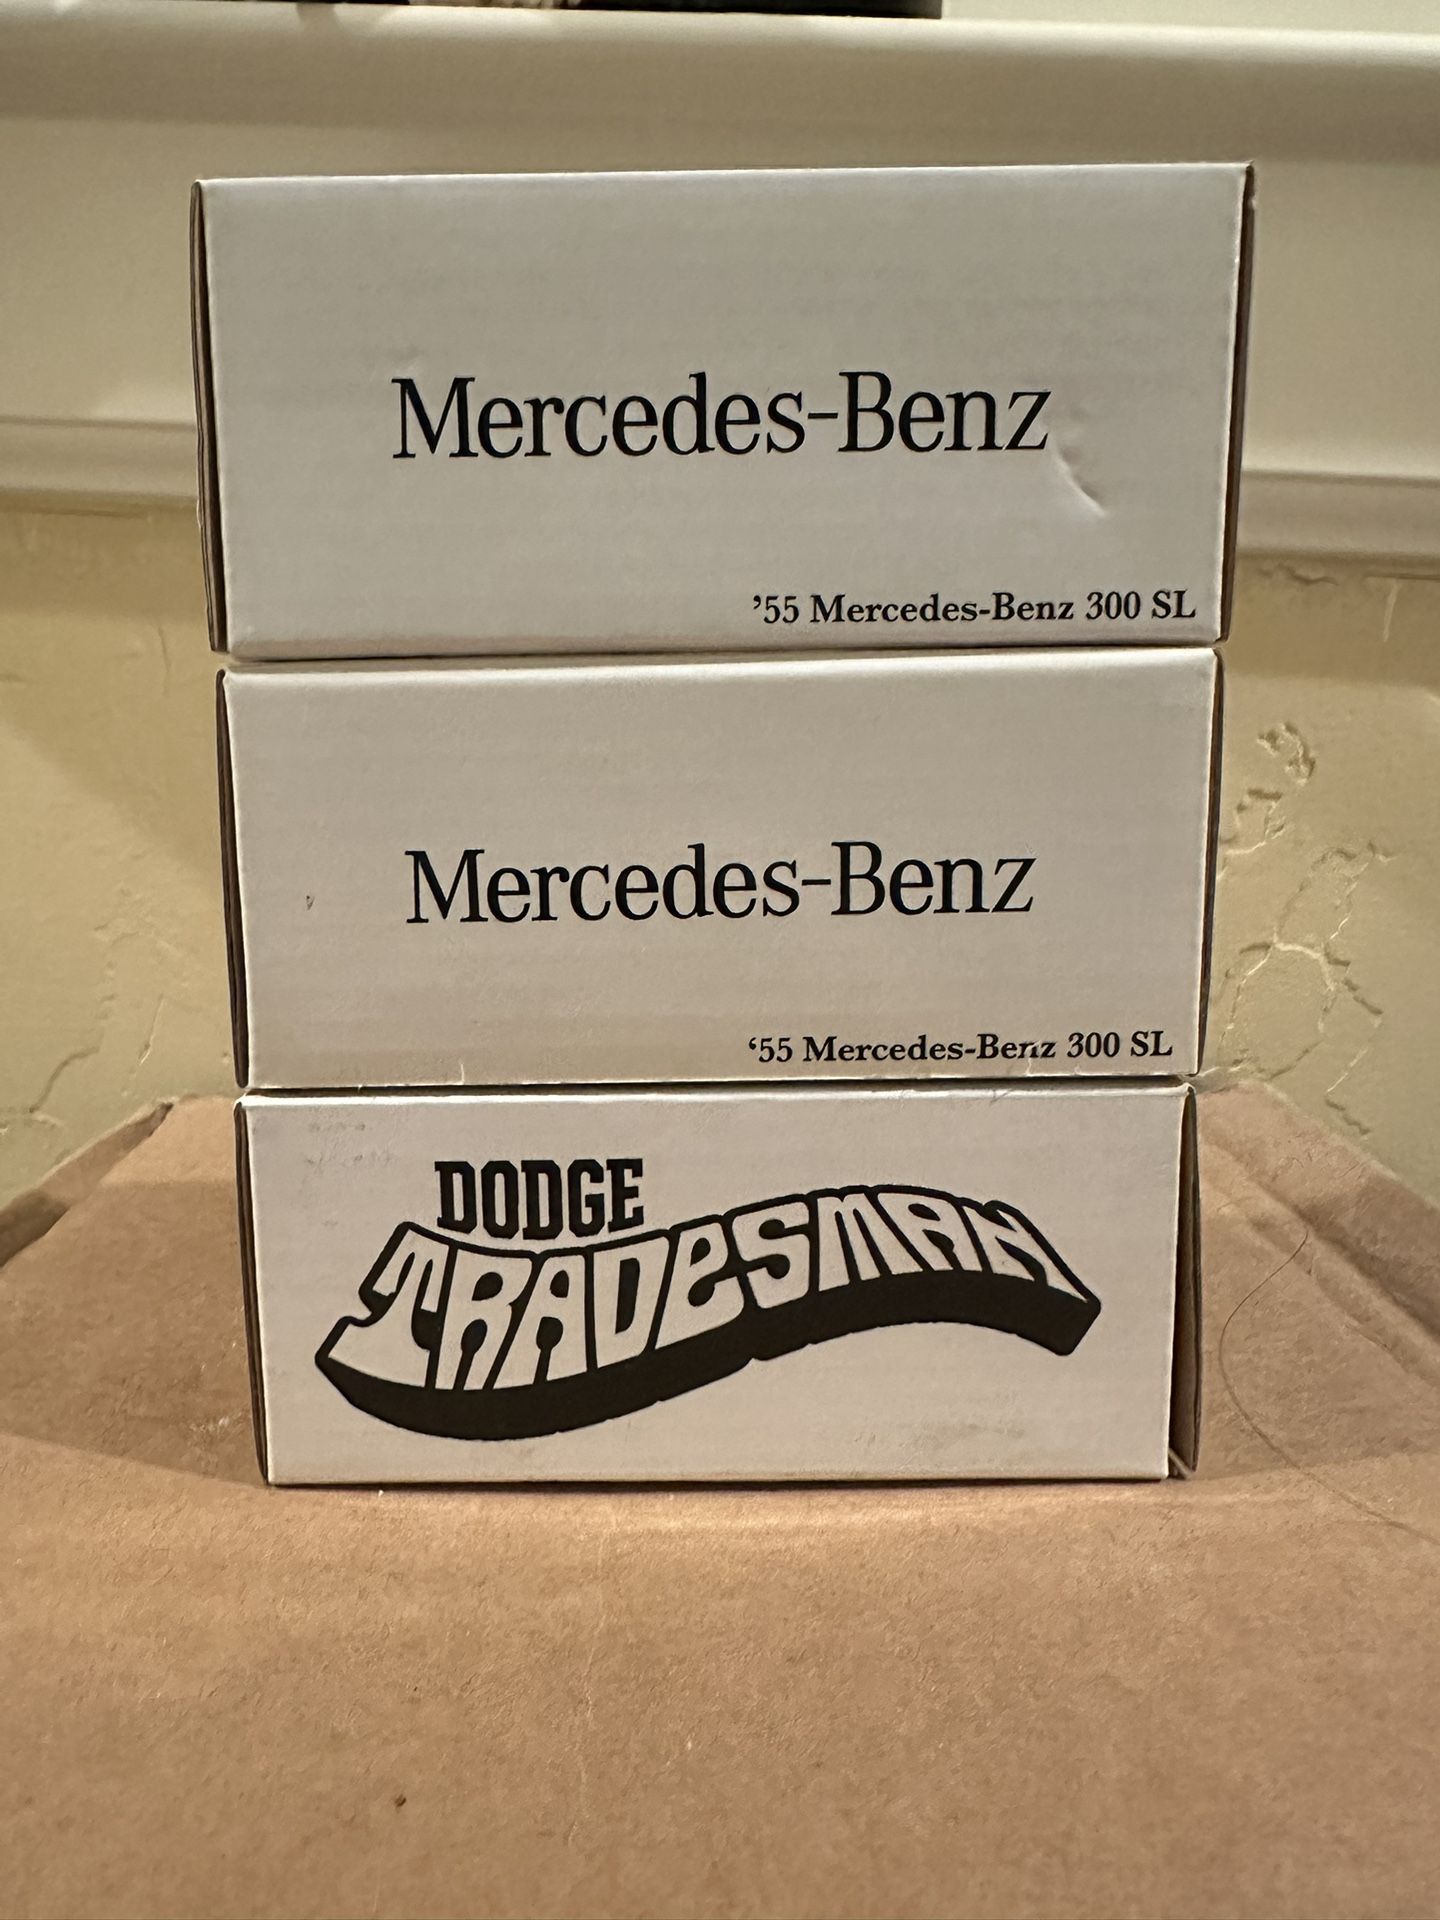 Mercedes-Benz
’55 Mercedes-Benz 300 SL
Mercedes-Benz
‘55 Mercedes-Benz 300 SL
DODGE
TRADESMAN